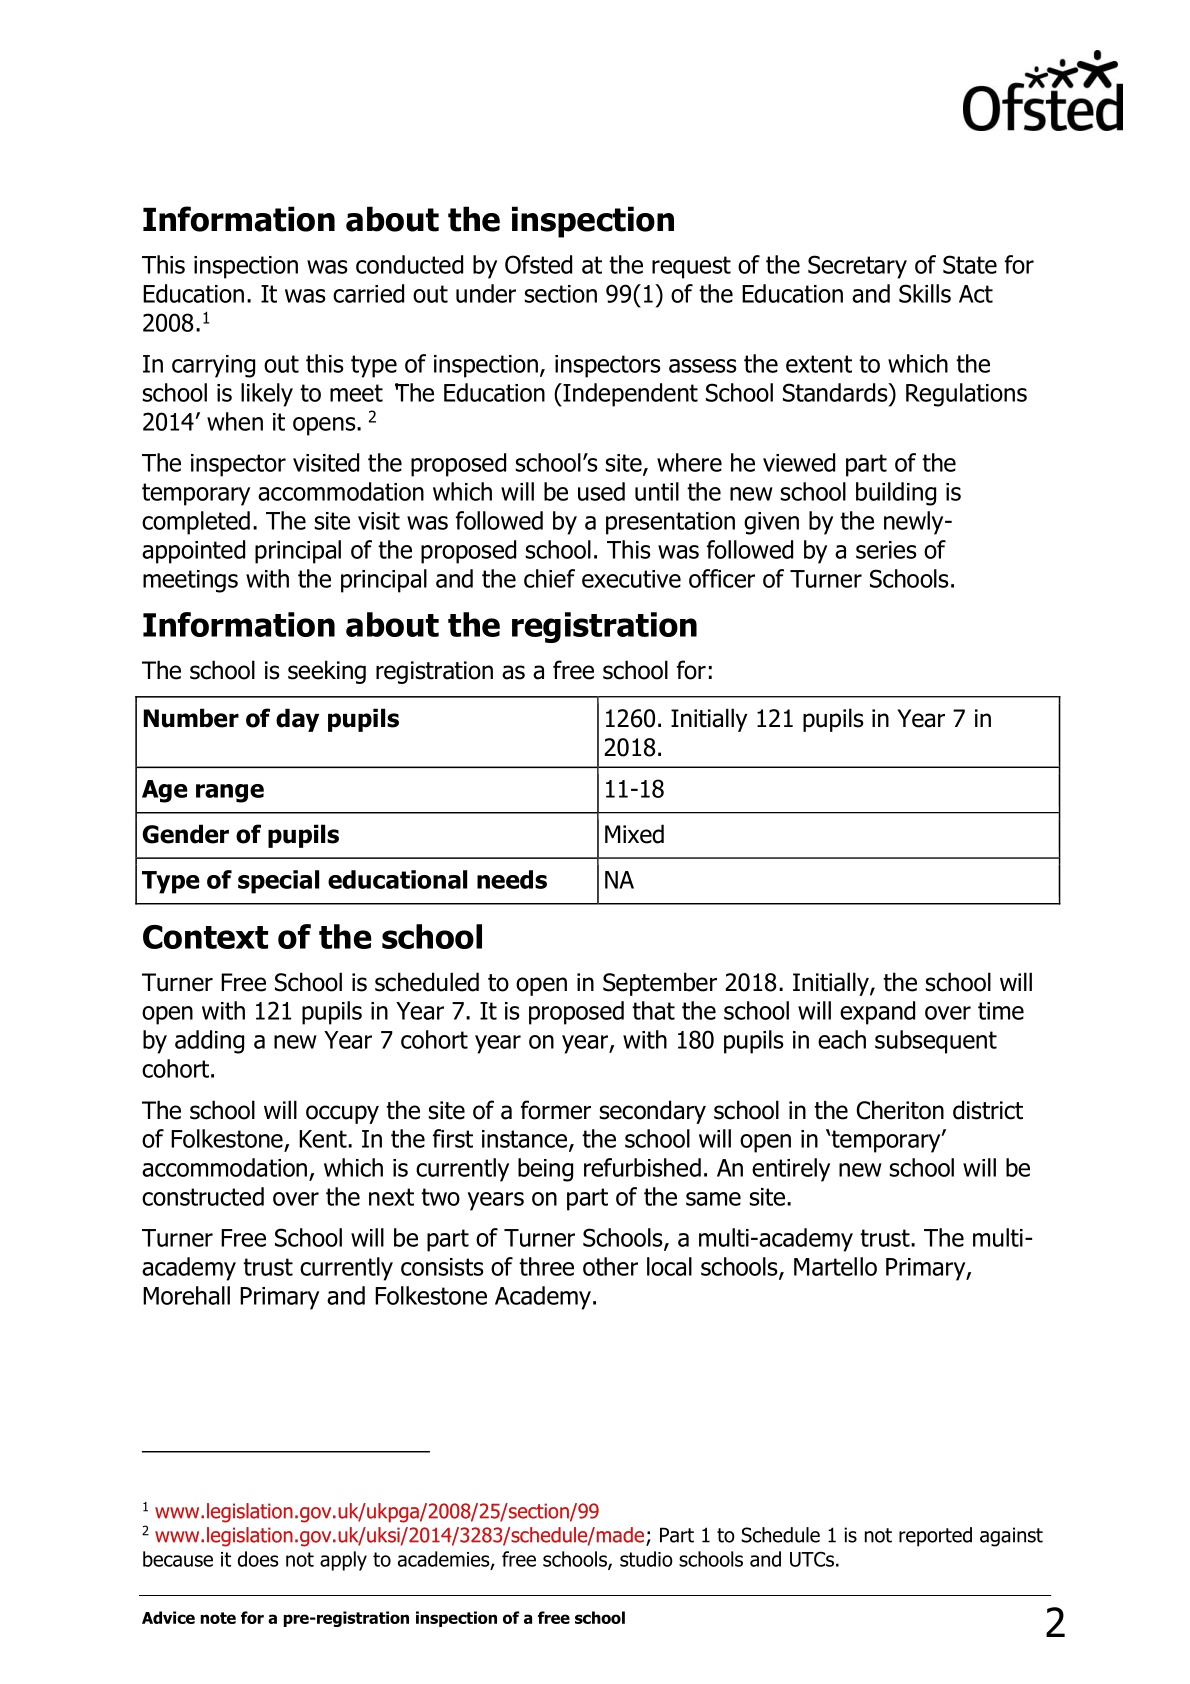 Ofsted
Information about the inspection
This inspection was conducted by Ofsted at the request of the Secretary of State for
Education. It was carried out under section 99(1) of the Education and Skills Act
2008.1
In carrying out this type of inspection, inspectors assess the extent to which the
school is likely to meet ‘The Education (Independent School Standards) Regulations
2014’ when it opens. 2
The inspector visited the proposed school’s site, where he viewed part of the
temporary accommodation which will be used until the new school building is
completed. The site visit was followed by a presentation given by the newly-
appointed principal of the proposed school. This was followed by a series of
meetings with the principal and the chief executive officer of Turner Schools.
Information about the registration
The school is seeking registration as a free school for:
Number of day pupils 1260. Initially 121 pupils in Year 7 in
2018.
Age range 11-18
Gender of pupils Mixed
Type of special educational needs NA
Context of the school
Turner Free School is scheduled to open in September 2018. Initially, the school will
open with 121 pupils in Year 7. It is proposed that the school will expand over time
by adding a new Year 7 cohort year on year, with 180 pupils in each subsequent
cohort.
The school will occupy the site of a former secondary school in the Cheriton district
of Folkestone, Kent. In the first instance, the school will open in ‘temporary’
accommodation, which is currently being refurbished. An entirely new school will be
constructed over the next two years on part of the same site.
Turner Free School will be part of Turner Schools, a multi-academy trust. The multi-
academy trust currently consists of three other local schools, Martello Primary,
Morehall Primary and Folkestone Academy.
1 www.legislation.gov.uk/ukpga/2008/25/section/99
2 www.legislation.gov.uk/uksi/2014/3283/schedule/made; Part 1 to Schedule 1 is not reported against
because it does not apply to academies, free schools, studio schools and UTCs.
Advice note for a pre-registration inspection of a free school 2